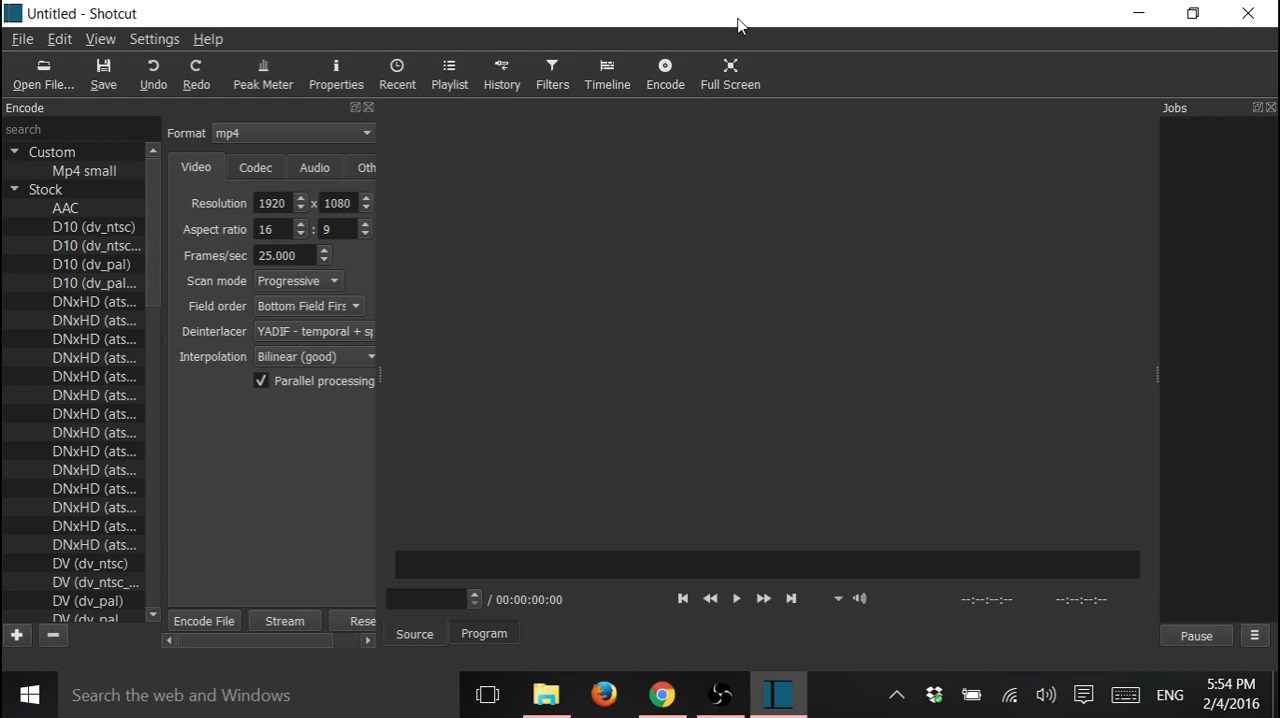 Untitled - Shotcut
File Edit View Settings Help
Open File... Save Undo Redo Peak Meter Properties Recent Playlist History Filters Timeline Encode Full Screen
Encode
search
Custom
Mp4 small
Stock
AAC
D10 (dv_ntsc)
D10 (dv_ntsc...
D10 (dv_pal)
D10 (dv_pal...
DNxHD (ats...
DNxHD (ats...
DNxHD (ats...
DNxHD (ats...
DNxHD (ats...
DNxHD (ats...
DNxHD (ats...
DNxHD (ats...
DNxHD (ats...
DNxHD (ats...
DNxHD (ats...
DNxHD (ats...
DNxHD (ats...
DNxHD (ats...
DV (dv_ntsc)
DV (dv_ntsc_...
DV (dv_pal)
DV (dv_pal
Format mp4
Video Codec Audio Oth
Resolution 1920 x 1080
Aspect ratio 16 : 9
Frames/sec 25.000
Scan mode Progressive
Field order Bottom Field Firs
Deinterlacer YADIF - temporal + sp
Interpolation Bilinear (good)
Parallel processing
Encode File Stream Rese
/ 00:00:00:00
--:--:--:-- --:--:--:--
Source Program
Jobs
Pause
Search the web and Windows
ENG
5:54 PM
2/4/2016